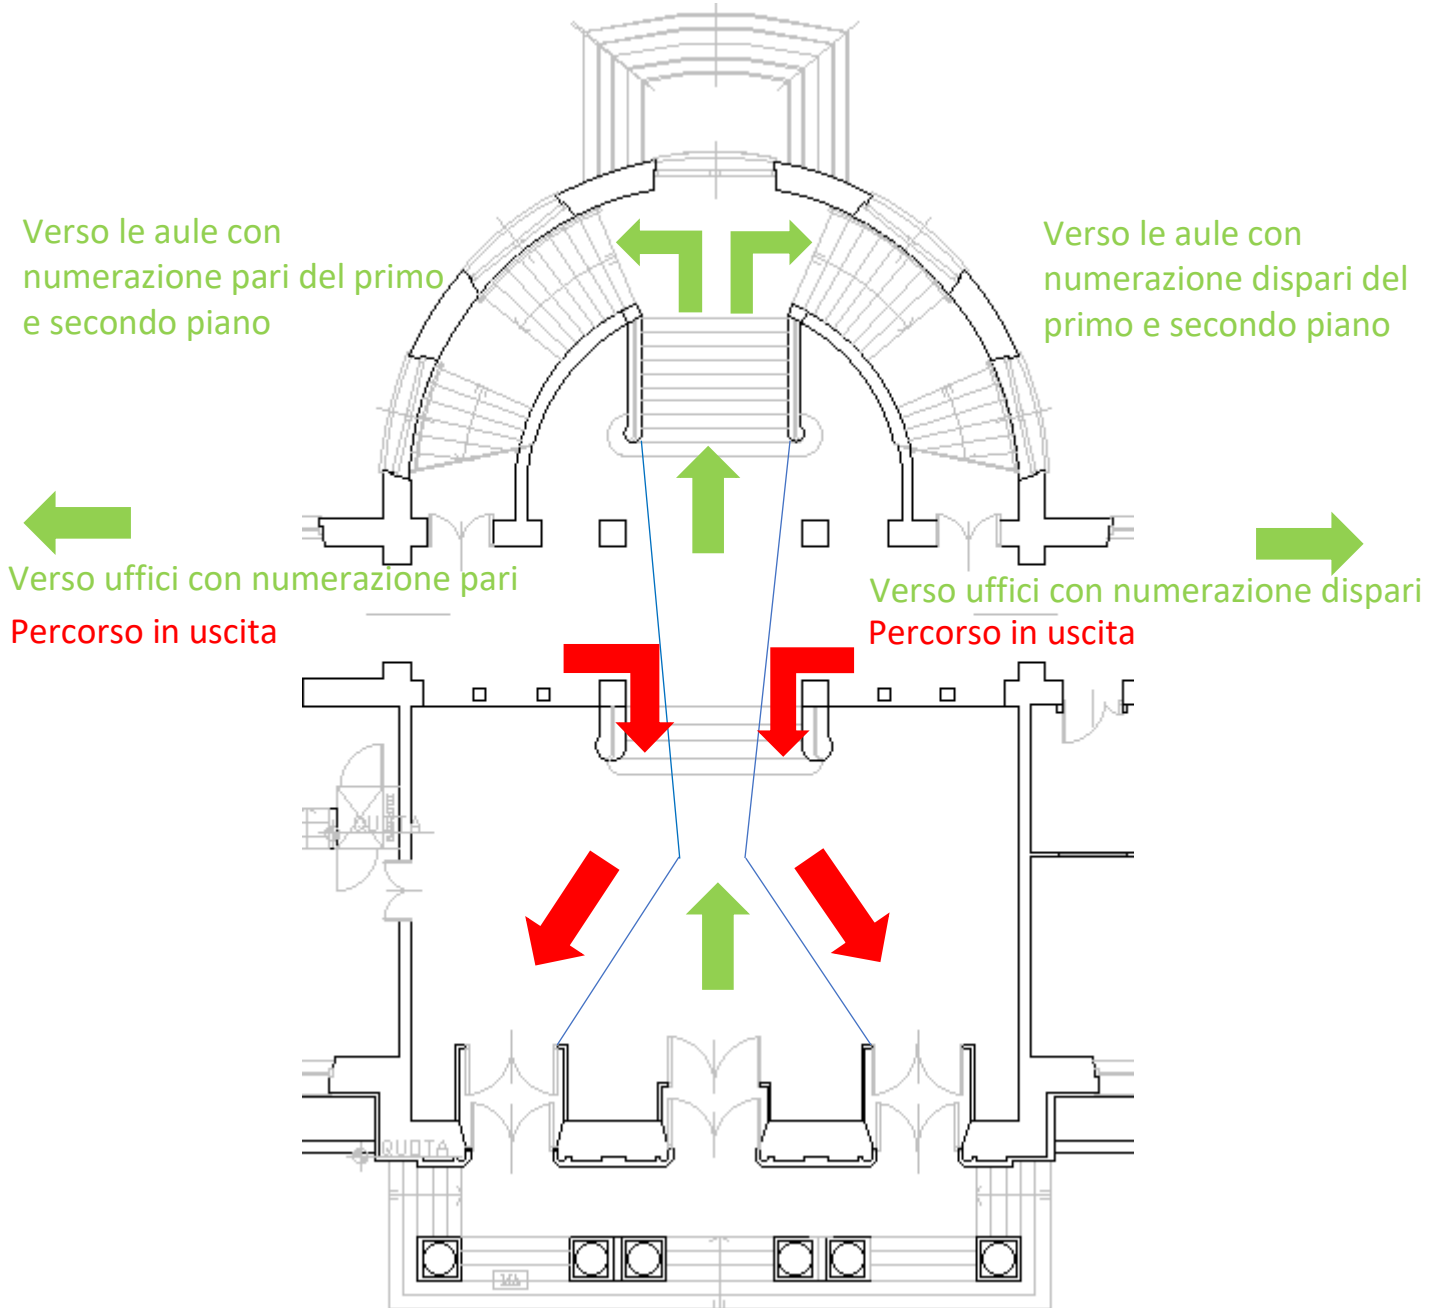 Verso le aule con
numerazione pari del primo
e secondo piano
Verso le aule con
numerazione dispari del
primo e secondo piano
Verso uffici con numerazione pari
Percorso in uscita
Verso uffici con numerazione dispari
Percorso in uscita
QUOTA
QUOTA